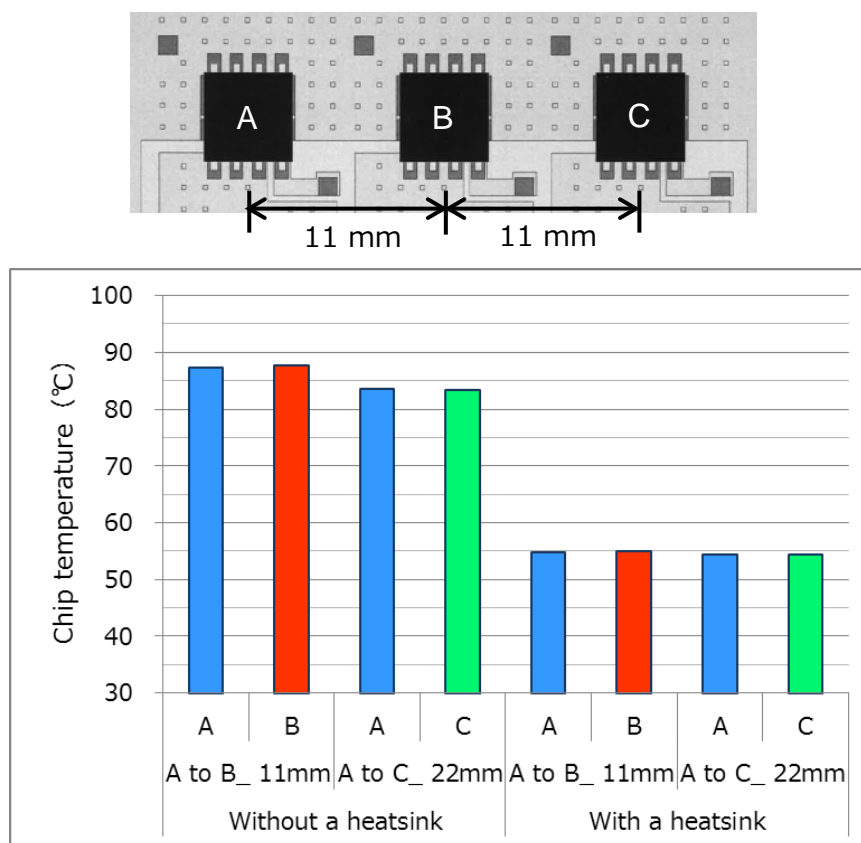 A B C
11 mm 11 mm
Chip temperature (℃)
100
90
80
70
60
50
40
30
A B A C A B A C
A to B_ 11mm A to C_ 22mm A to B_ 11mm A to C_ 22mm
Without a heatsink With a heatsink